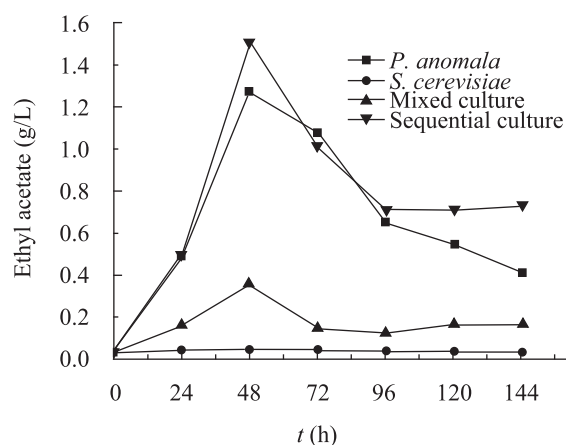 Ethyl acetate (g/L)
1.6
1.4
1.2
1.0
0.8
0.6
0.4
0.2
0.0
P. anomala
S. cerevisiae
Mixed culture
Sequential culture
0 24 48 72 96 120 144
t (h)